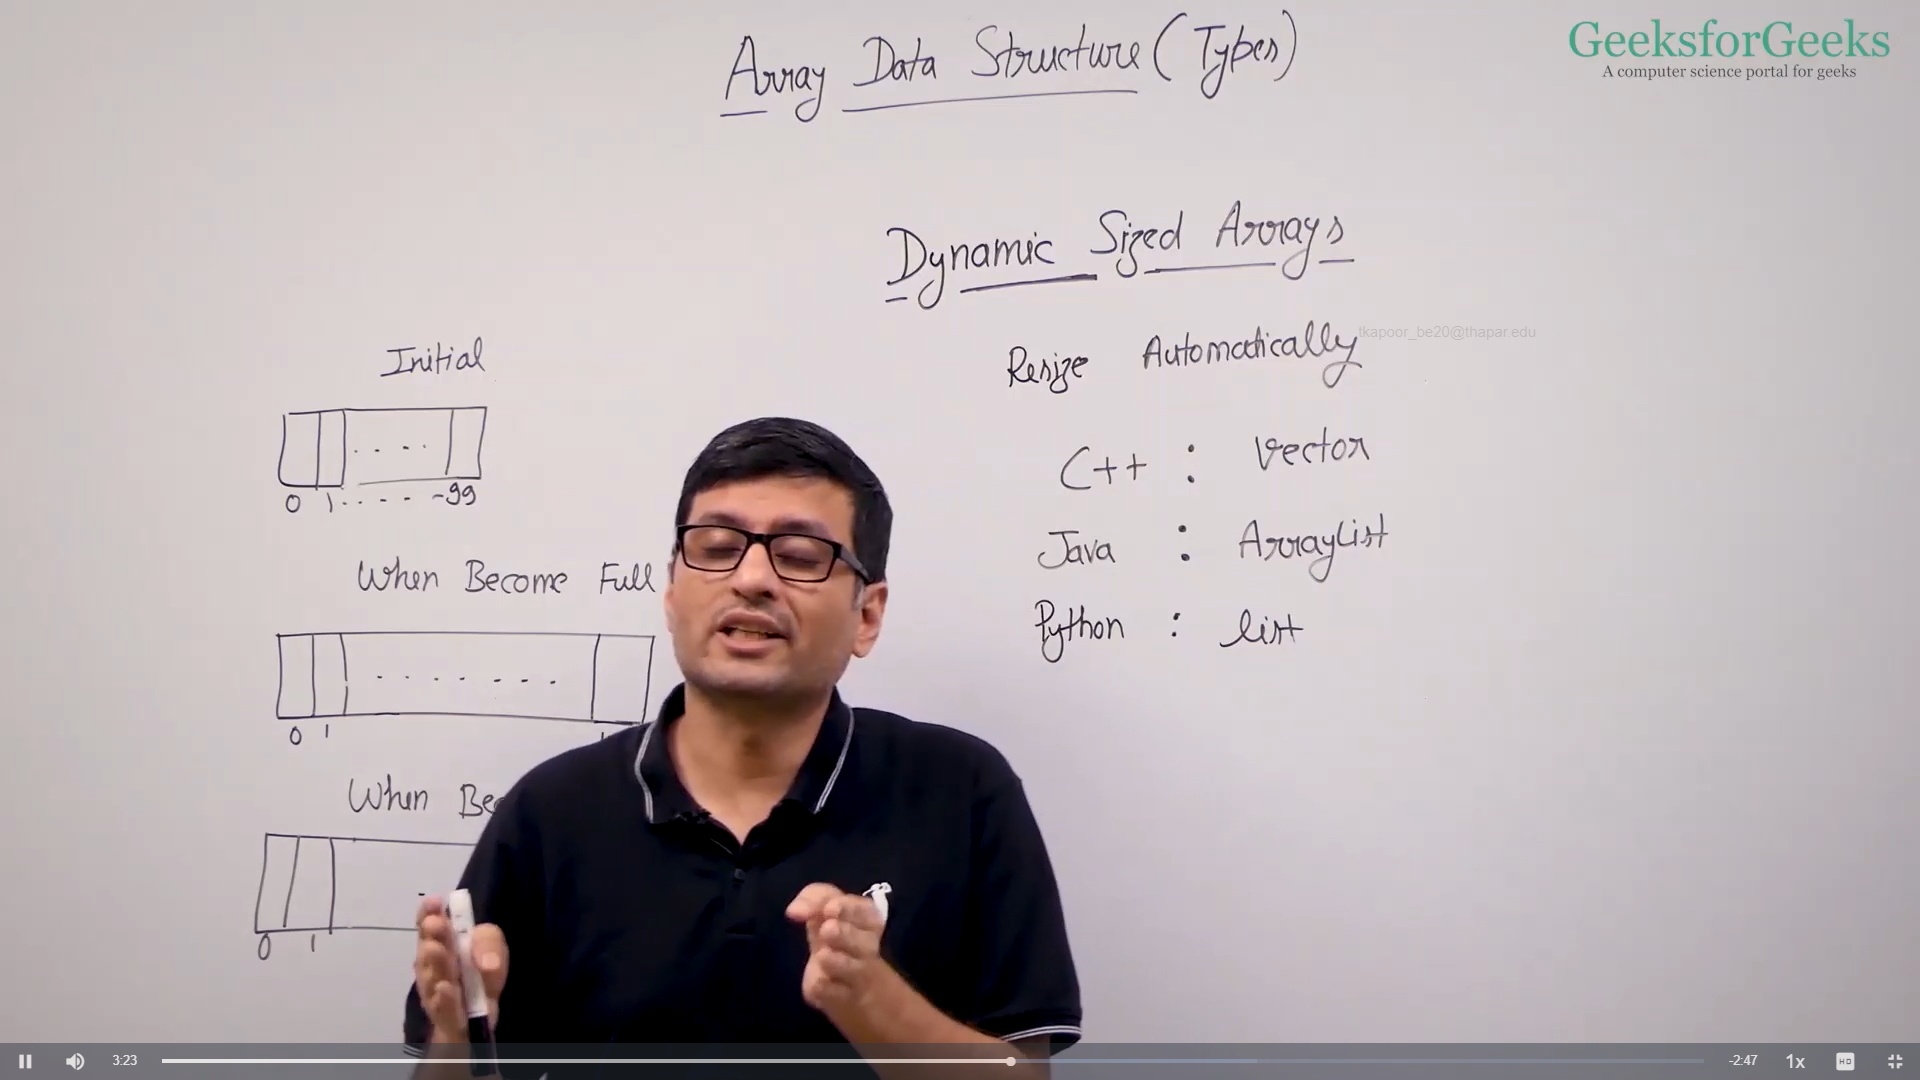 Array Data Structure (Types)
GeeksforGeeks
A computer science portal for geeks
Dynamic Sized Arrays
tkapoor_be20@thapar.edu
Resize Automatically
C++ : Vector
Java : ArrayList
Python : list
Initial
. . . .
0 1 . . - - - -99
When Become Full
. . . . . . .
0 1
When Be
0 1
3:23
-2:47
1x
HD